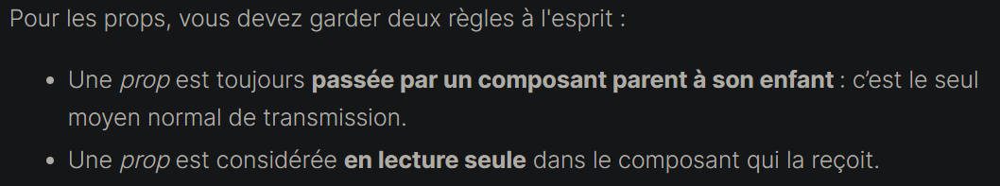 Pour les props, vous devez garder deux règles à l'esprit :
• Une prop est toujours passée par un composant parent à son enfant : c’est le seul
moyen normal de transmission.
• Une prop est considérée en lecture seule dans le composant qui la reçoit.